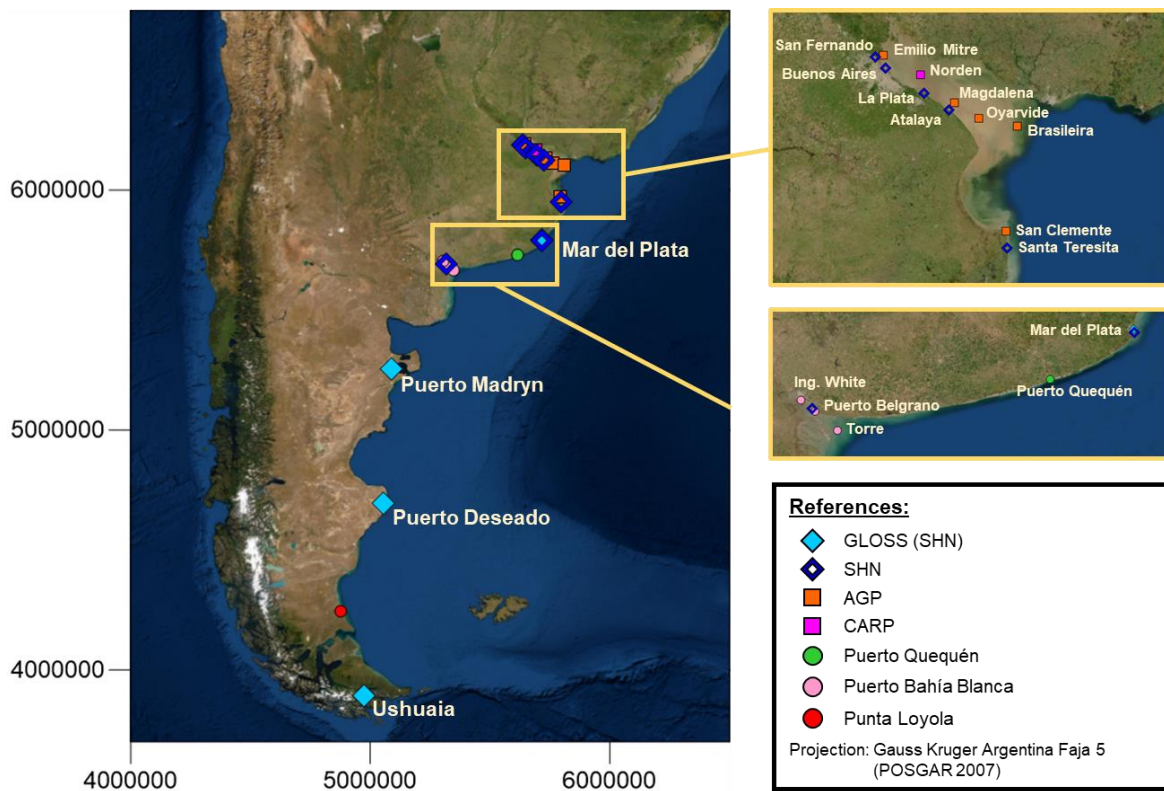 6000000
5000000
4000000
4000000
5000000
6000000
Mar del Plata
Puerto Madryn
Puerto Deseado
Ushuaia
San Fernando
Emilio Mitre
Buenos Aires
Norden
La Plata
Magdalena
Atalaya
Oyarvide
Brasileira
San Clemente
Santa Teresita
Mar del Plata
Ing. White
Puerto Quequén
Puerto Belgrano
Torre
References:
GLOSS (SHN)
SHN
AGP
CARP
Puerto Quequén
Puerto Bahía Blanca
Punta Loyola
Projection: Gauss Kruger Argentina Faja 5
(POSGAR 2007)